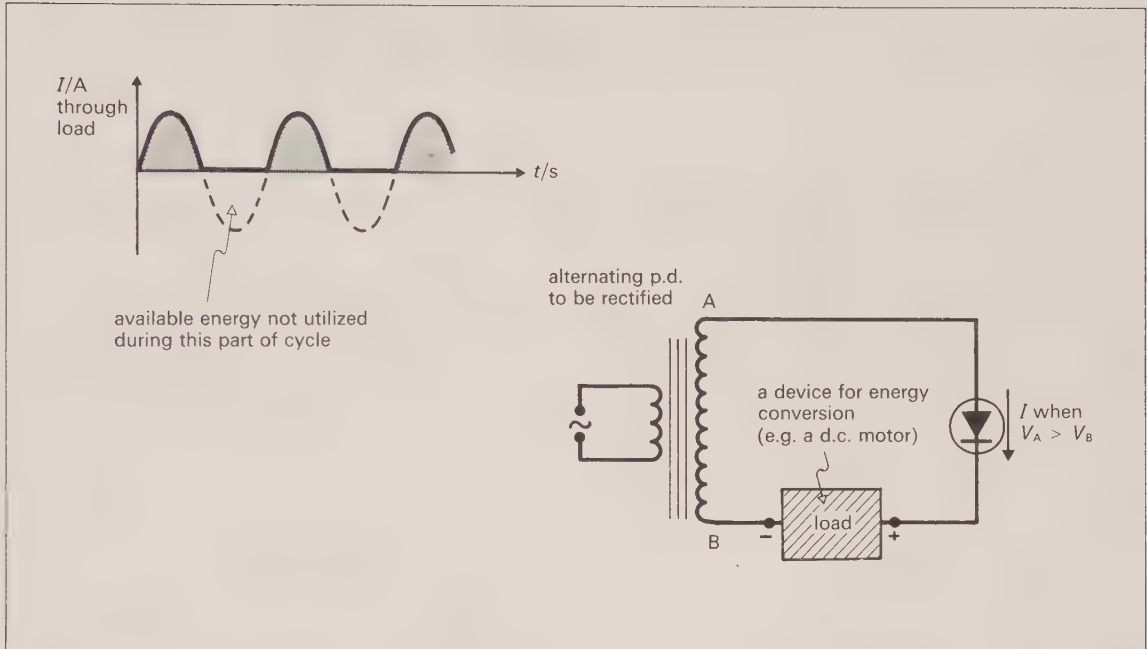 I/A
through
load
t/s
available energy not utilized
during this part of cycle
alternating p.d.
to be rectified
A
a device for energy
conversion
(e.g. a d.c. motor)
I when
V_A > V_B
load
B
−
+